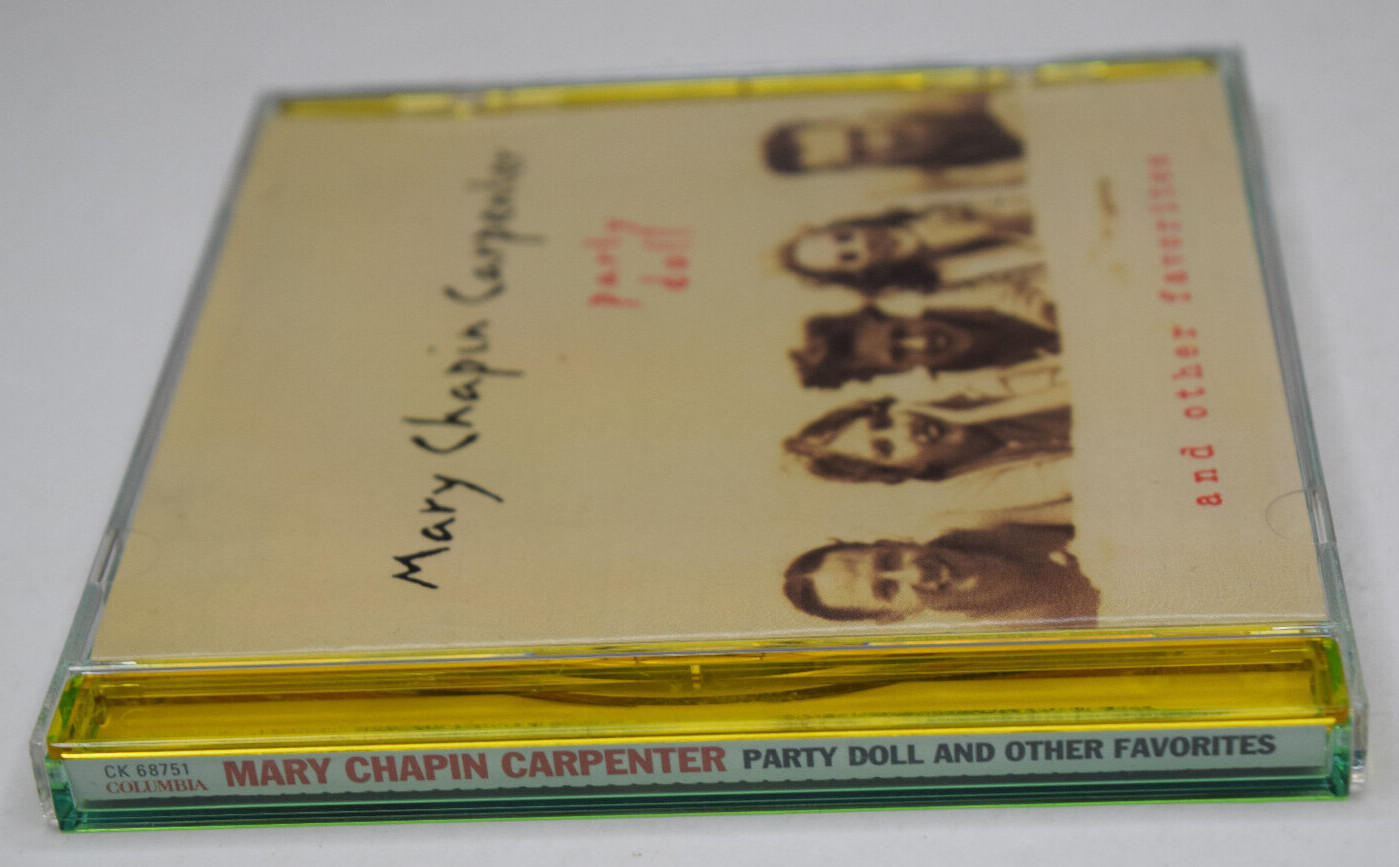 Mary Chapin Carpenter
party
doll
and other favorites
CK 68751
COLUMBIA
MARY CHAPIN CARPENTER PARTY DOLL AND OTHER FAVORITES